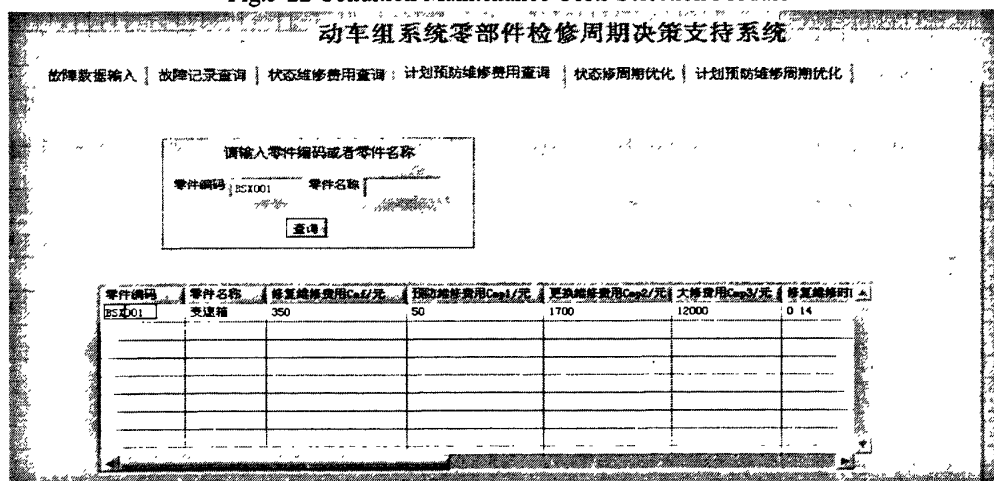 动车组系统零部件检修周期决策支持系统
故障数据输入 故障记录查询 状态维修费用查询 计划预防维修费用查询 状态修周期优化 计划预防维修周期优化
请输入零件编码或者零件名称
零件编码 BSX001 零件名称
查询
零件编码 零件名称 修复维修费用Cmf/元 预防维修费用Cmp1/元 更换维修费用Cmp2/元 大修费用Cmp3/元 修复维修时
BSX001 变速箱 350 50 1700 12000 0 14